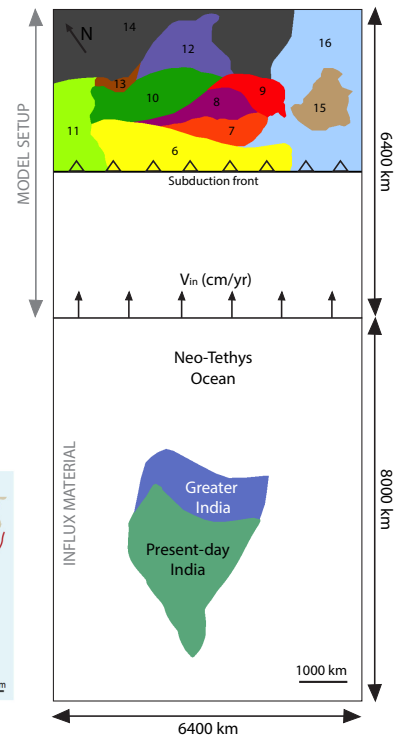 N
14
12
16
13
10
8
9
15
11
7
6
MODEL SETUP
6400 km
Subduction front
Vin (cm/yr)
Neo-Tethys
Ocean
INFLUX MATERIAL
8000 km
Greater
India
Present-day
India
1000 km
m
6400 km